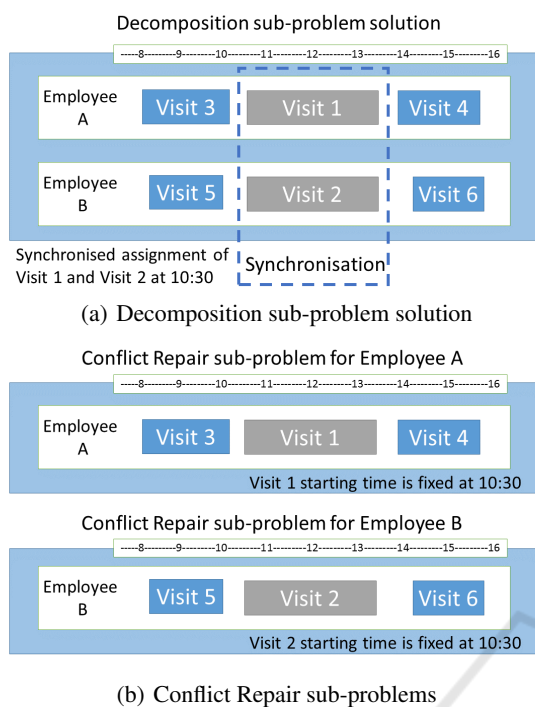 Decomposition sub-problem solution
-----8---------9---------10---------11---------12---------13---------14---------15---------16
Employee A
Visit 3
Visit 1
Visit 4
Employee B
Visit 5
Visit 2
Visit 6
Synchronised assignment of
Visit 1 and Visit 2 at 10:30
Synchronisation
(a) Decomposition sub-problem solution
Conflict Repair sub-problem for Employee A
-----8---------9---------10---------11---------12---------13---------14---------15---------16
Employee A
Visit 3
Visit 1
Visit 4
Visit 1 starting time is fixed at 10:30
Conflict Repair sub-problem for Employee B
-----8---------9---------10---------11---------12---------13---------14---------15---------16
Employee B
Visit 5
Visit 2
Visit 6
Visit 2 starting time is fixed at 10:30
(b) Conflict Repair sub-problems